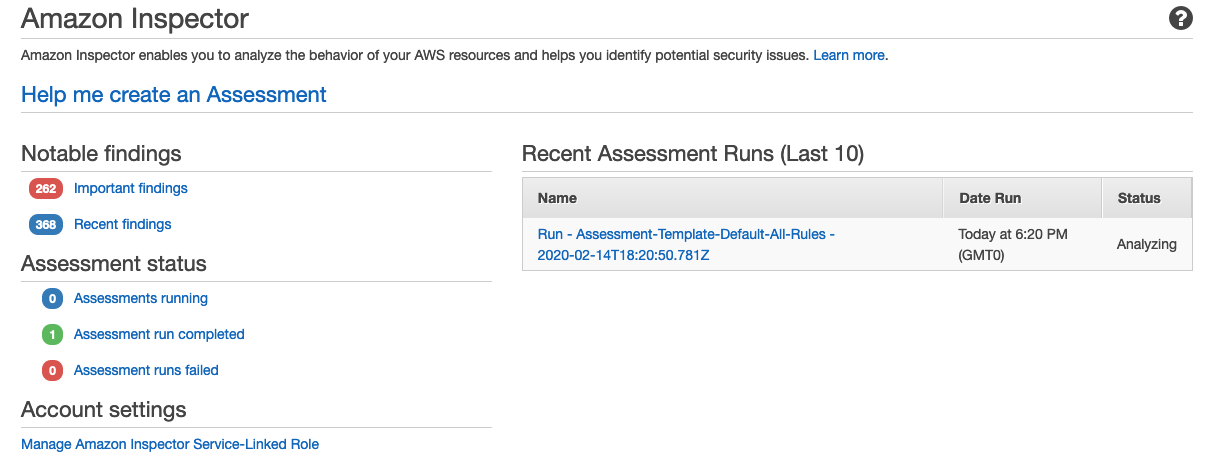 Amazon Inspector
?
Amazon Inspector enables you to analyze the behavior of your AWS resources and helps you identify potential security issues. Learn more.
Help me create an Assessment
Notable findings
262 Important findings
368 Recent findings
Assessment status
0 Assessments running
1 Assessment run completed
0 Assessment runs failed
Account settings
Manage Amazon Inspector Service-Linked Role
Recent Assessment Runs (Last 10)
Name Date Run Status
Run - Assessment-Template-Default-All-Rules -
2020-02-14T18:20:50.781Z
Today at 6:20 PM
(GMT0)
Analyzing